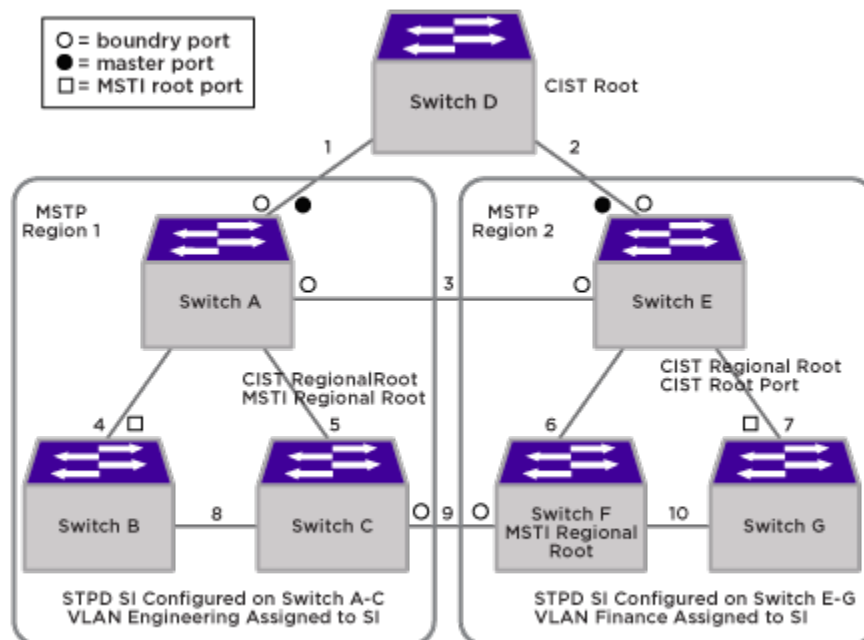 O = boundry port
● = master port
□ = MSTI root port
Switch D
CIST Root
1
2
MSTP
Region 1
MSTP
Region 2
Switch A
3
Switch E
CIST RegionalRoot
MSTI Regional Root
CIST Regional Root
CIST Root Port
4
5
6
7
Switch B
8
Switch C
9
Switch F
MSTI Regional
Root
10
Switch G
STPD SI Configured on Switch A-C
VLAN Engineering Assigned to SI
STPD SI Configured on Switch E-G
VLAN Finance Assigned to SI